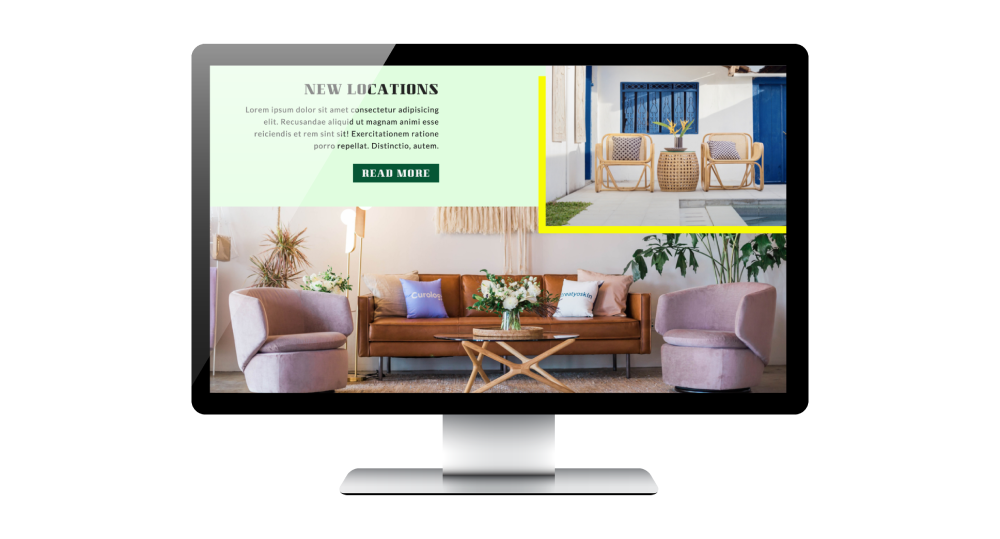 NEW LOCATIONS
Lorem ipsum dolor sit amet consectetur adipisicing
elit. Recusandae aliquid ut magnam animi esse
reiciendis et rem sint sit! Exercitationem ratione
porro repellat. Distinctio, autem.
READ MORE
Curology